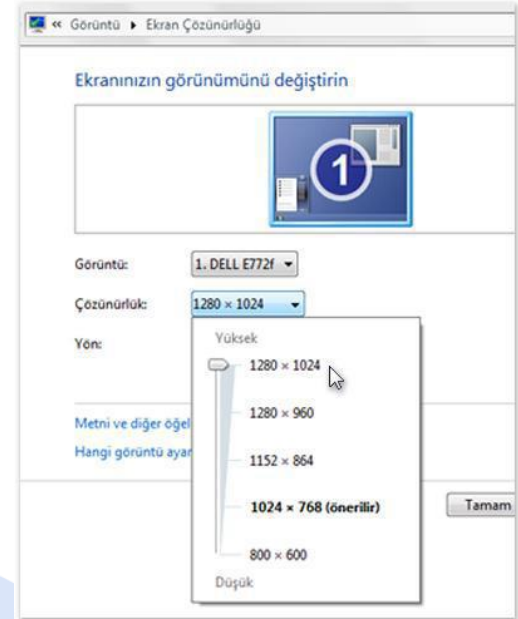 « Görüntü ▸ Ekran Çözünürlüğü
Ekranınızın görünümünü değiştirin
1
Görüntü: 1. DELL E772f
Çözünürlük: 1280 × 1024
Yön:
Yüksek
1280 × 1024
1280 × 960
1152 × 864
1024 × 768 (önerilir)
800 × 600
Düşük
Metni ve diğer öğel
Hangi görüntü ayar
Tamam